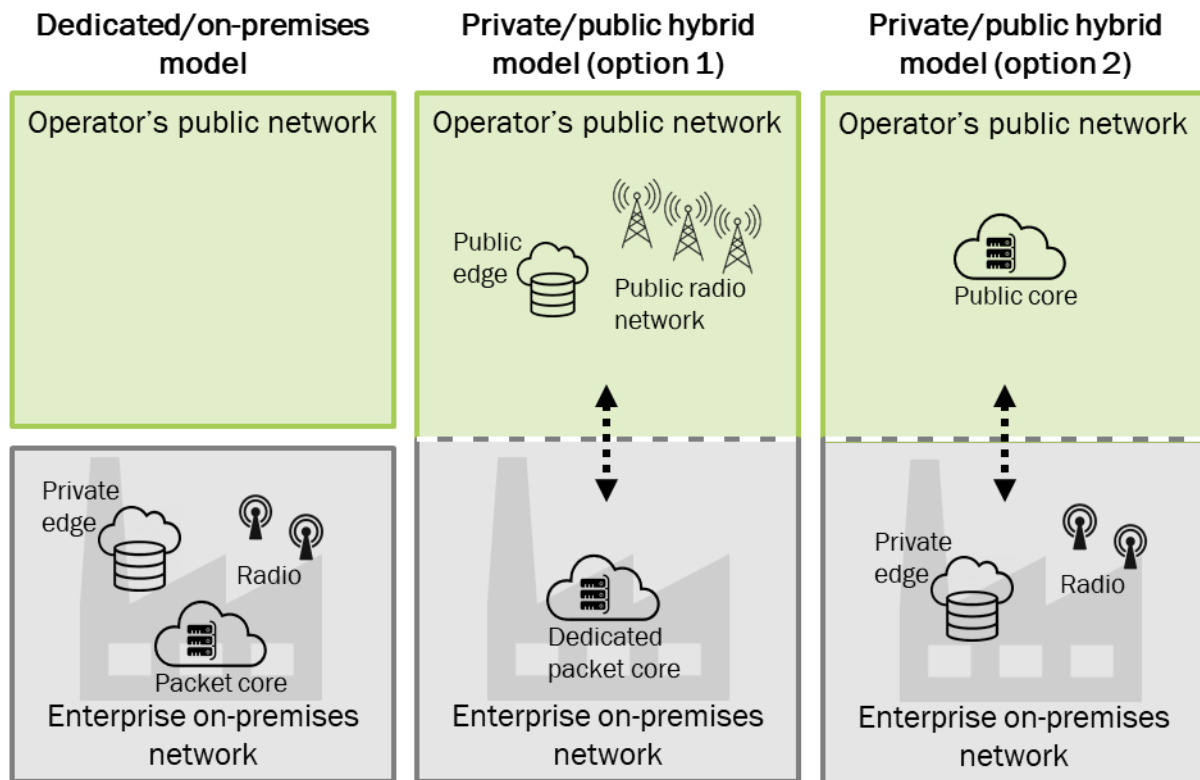 Dedicated/on-premises
model
Operator's public network
Private
edge
Radio
Packet core
Enterprise on-premises
network
Private/public hybrid
model (option 1)
Operator's public network
Public
edge
Public radio
network
Dedicated
packet core
Enterprise on-premises
network
Private/public hybrid
model (option 2)
Operator's public network
Public core
Private
edge
Radio
Enterprise on-premises
network